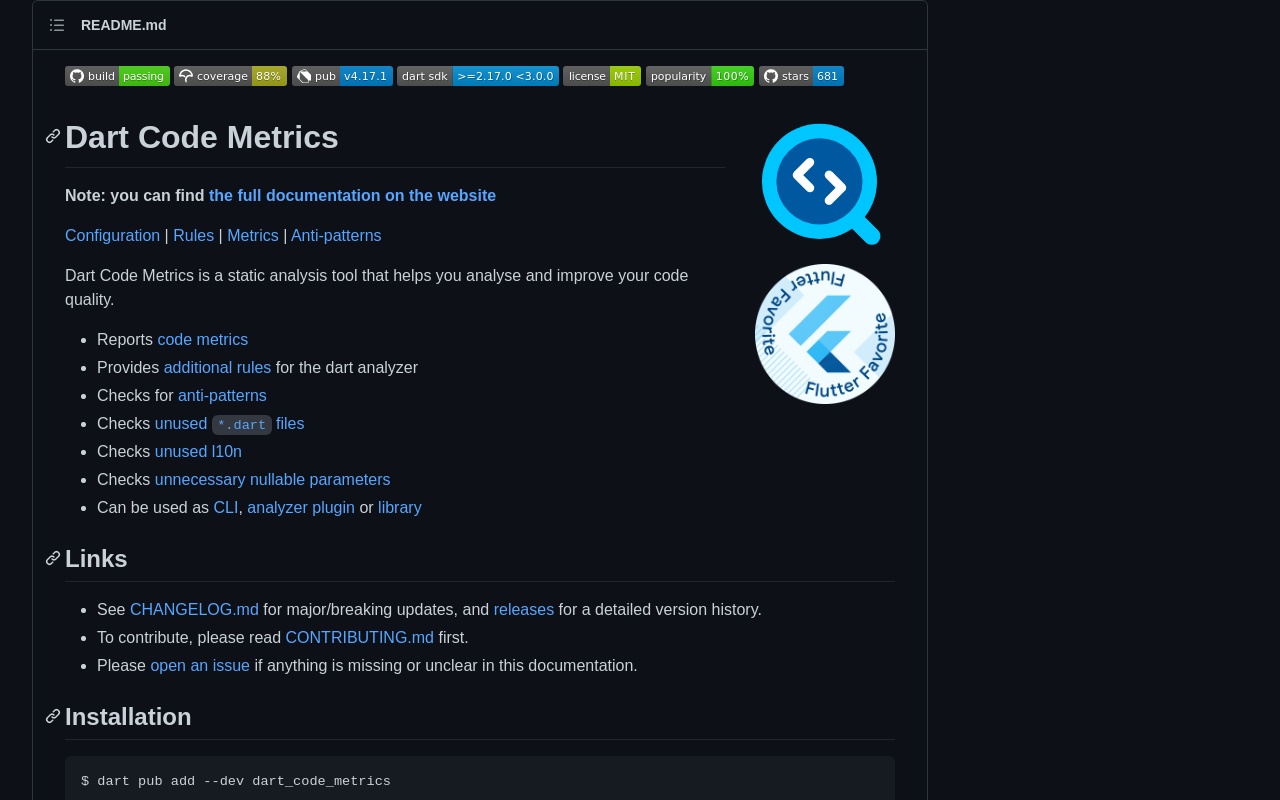 README.md
build passing coverage 88% pub v4.17.1 dart sdk >=2.17.0 <3.0.0 license MIT popularity 100% stars 681
Dart Code Metrics
Note: you can find the full documentation on the website
Configuration | Rules | Metrics | Anti-patterns
Dart Code Metrics is a static analysis tool that helps you analyse and improve your code
quality.
Flutter Favorite
Flutter Favorite
• Reports code metrics
• Provides additional rules for the dart analyzer
• Checks for anti-patterns
• Checks unused *.dart files
• Checks unused l10n
• Checks unnecessary nullable parameters
• Can be used as CLI, analyzer plugin or library
Links
• See CHANGELOG.md for major/breaking updates, and releases for a detailed version history.
• To contribute, please read CONTRIBUTING.md first.
• Please open an issue if anything is missing or unclear in this documentation.
Installation
$ dart pub add --dev dart_code_metrics